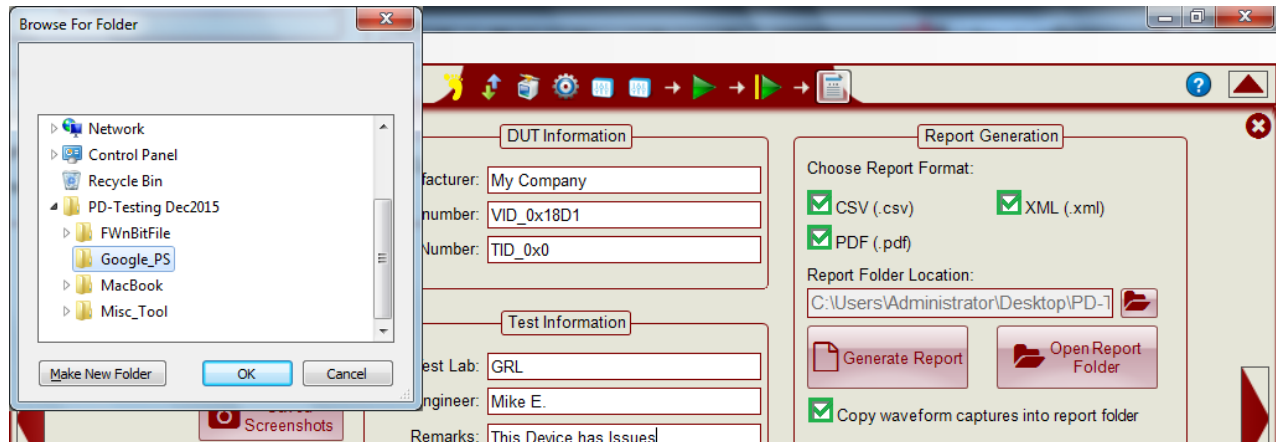 Browse For Folder
Network
Control Panel
Recycle Bin
PD-Testing Dec2015
FWnBitFile
Google_PS
MacBook
Misc_Tool
Make New Folder
OK
Cancel
Screenshots
DUT Information
facturer: My Company
number: VID_0x18D1
Number: TID_0x0
Test Information
est Lab: GRL
ngineer: Mike E.
Remarks: This Device has Issues
Report Generation
Choose Report Format:
CSV (.csv)
XML (.xml)
PDF (.pdf)
Report Folder Location:
C:\Users\Administrator\Desktop\PD-T
Generate Report
Open Report
Folder
Copy waveform captures into report folder